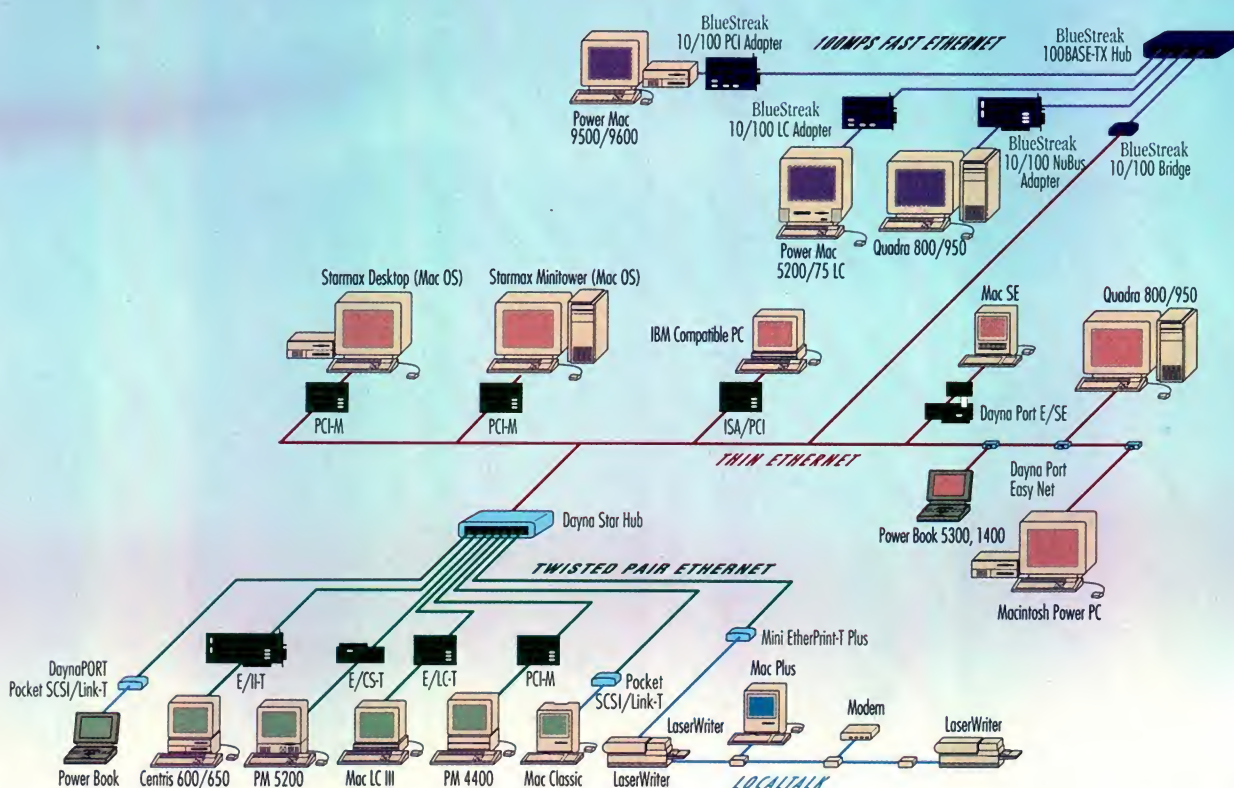 BlueStreak
10/100 PCI Adapter
100MPS FAST ETHERNET
BlueStreak
100BASE-TX Hub
Power Mac
9500/9600
BlueStreak
10/100 LC Adapter
BlueStreak
10/100 NuBus
Adapter
BlueStreak
10/100 Bridge
Power Mac
5200/75 LC
Quadra 800/950
Starmax Desktop (Mac OS)
Starmax Minitower (Mac OS)
IBM Compatible PC
Mac SE
Quadra 800/950
PCI-M
PCI-M
ISA/PCI
Dayna Port E/SE
THIN ETHERNET
Dayna Port
Easy Net
Power Book 5300, 1400
Macintosh Power PC
Dayna Star Hub
TWISTED PAIR ETHERNET
Mini EtherPrint-T Plus
DaynaPORT
Pocket SCSI/Link-T
E/II-T
E/CS-T
E/LC-T
PCI-M
Pocket
SCSI/Link-T
Mac Plus
LaserWriter
Modem
LaserWriter
Power Book
Centris 600/650
PM 5200
Mac LC III
PM 4400
Mac Classic
LaserWriter
LOCALTALK